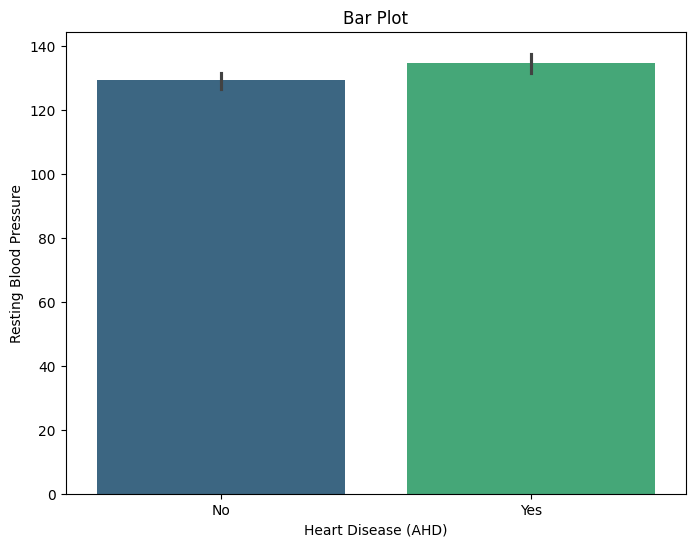 Bar Plot
140
120
100
80
60
40
20
0
Resting Blood Pressure
No
Yes
Heart Disease (AHD)